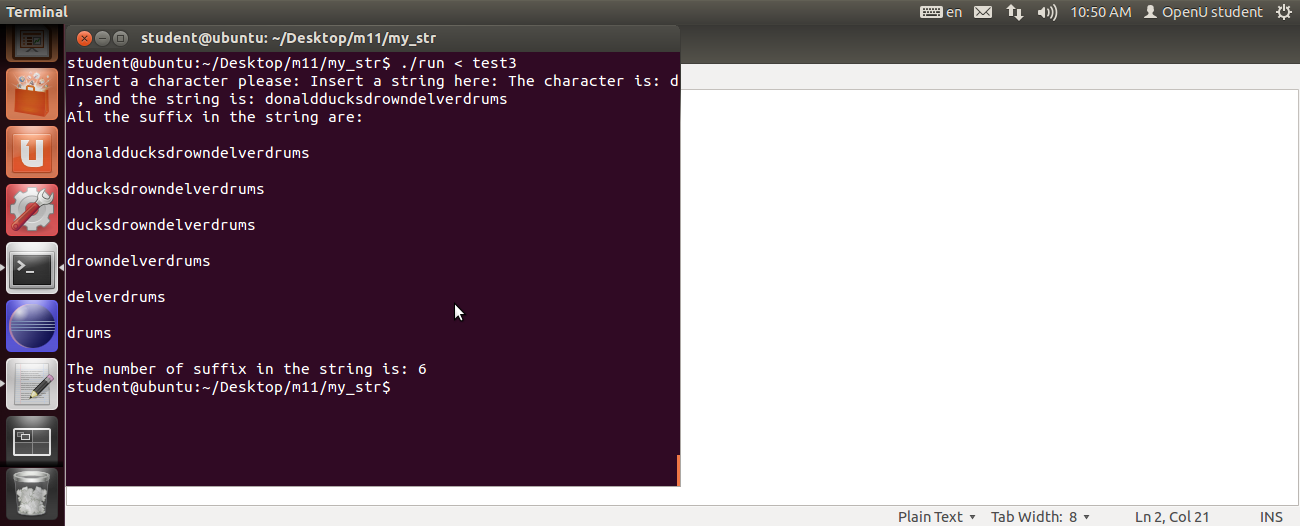 Terminal
en
10:50 AM
OpenU student
student@ubuntu: ~/Desktop/m11/my_str
student@ubuntu:~/Desktop/m11/my_str$ ./run < test3
Insert a character please: Insert a string here: The character is: d
 , and the string is: donaldducksdrowndelverdrums
All the suffix in the string are:
donaldducksdrowndelverdrums
dducksdrowndelverdrums
ducksdrowndelverdrums
drowndelverdrums
delverdrums
drums
The number of suffix in the string is: 6
student@ubuntu:~/Desktop/m11/my_str$
Plain Text
Tab Width: 8
Ln 2, Col 21
INS